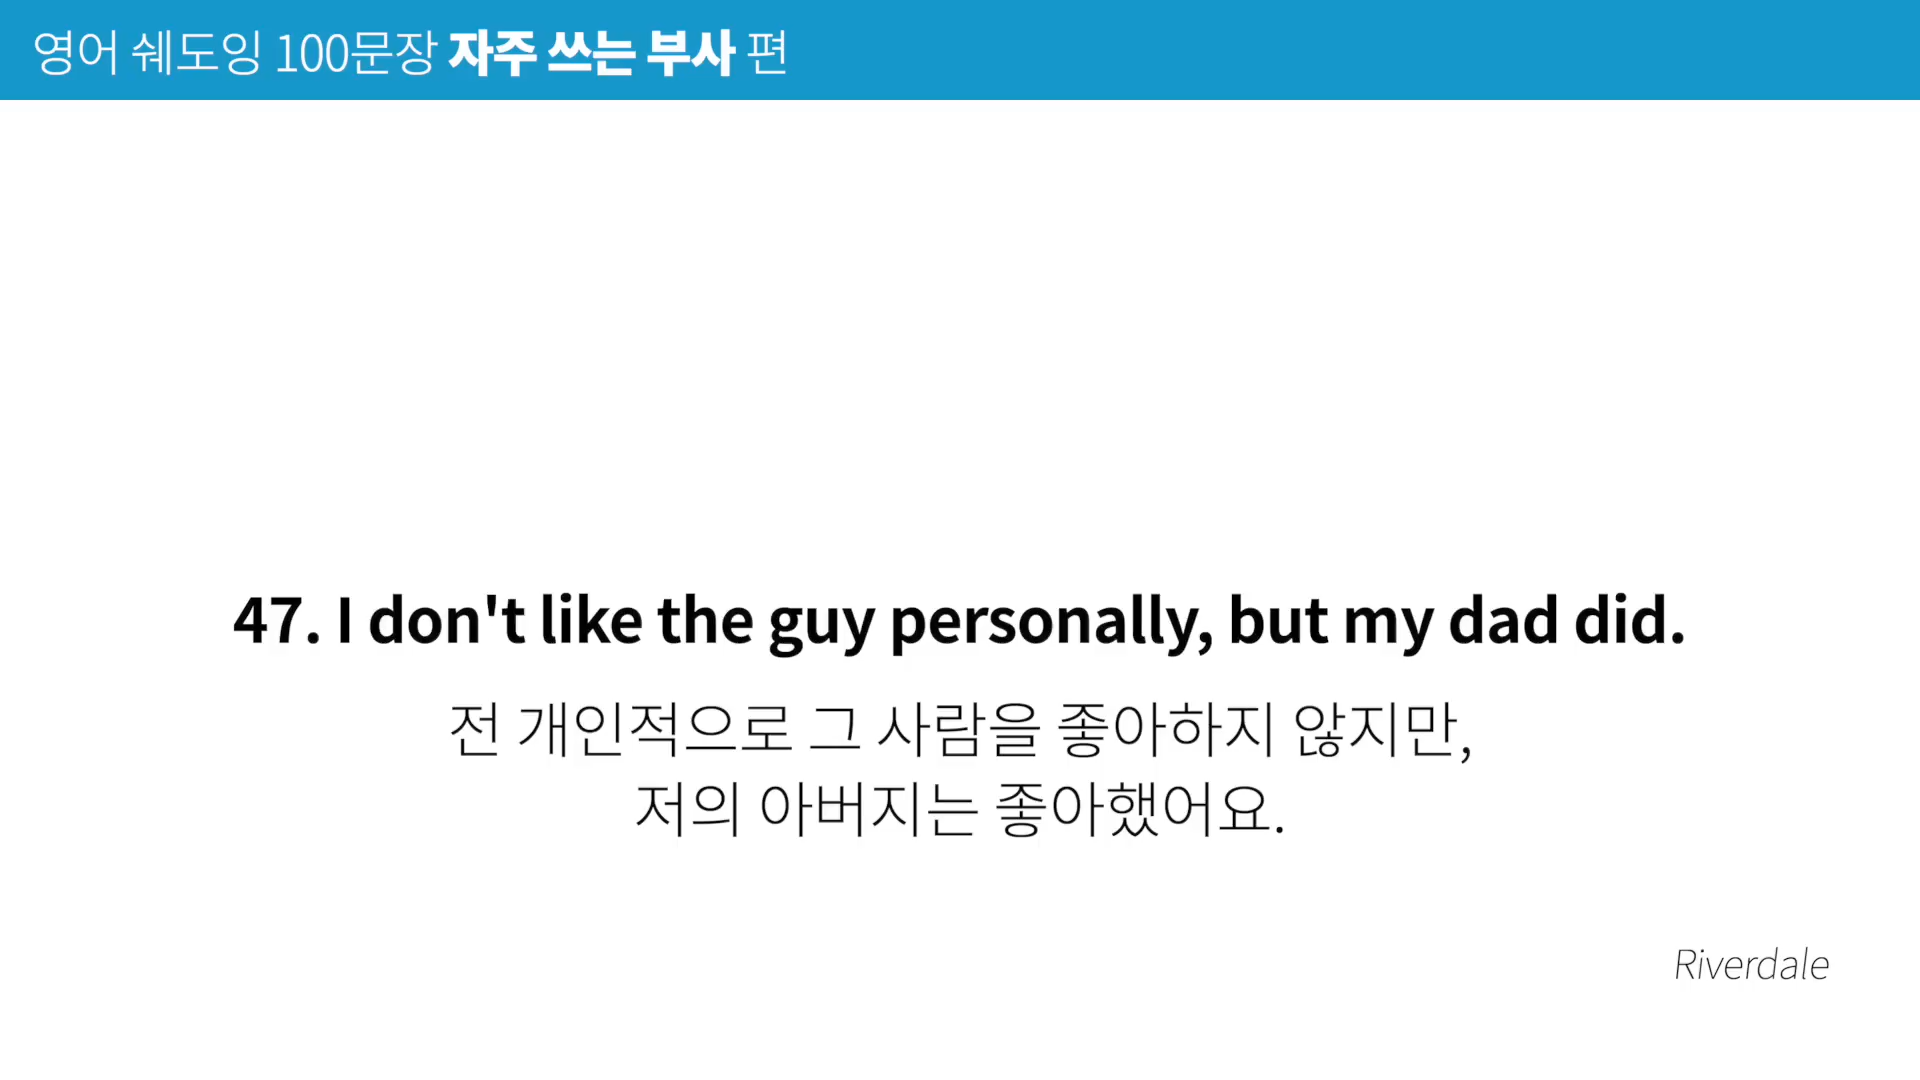 영어 쉐도잉 100문장 자주 쓰는 부사 편
47. I don't like the guy personally, but my dad did.
전 개인적으로 그 사람을 좋아하지 않지만,
저의 아버지는 좋아했어요.
Riverdale